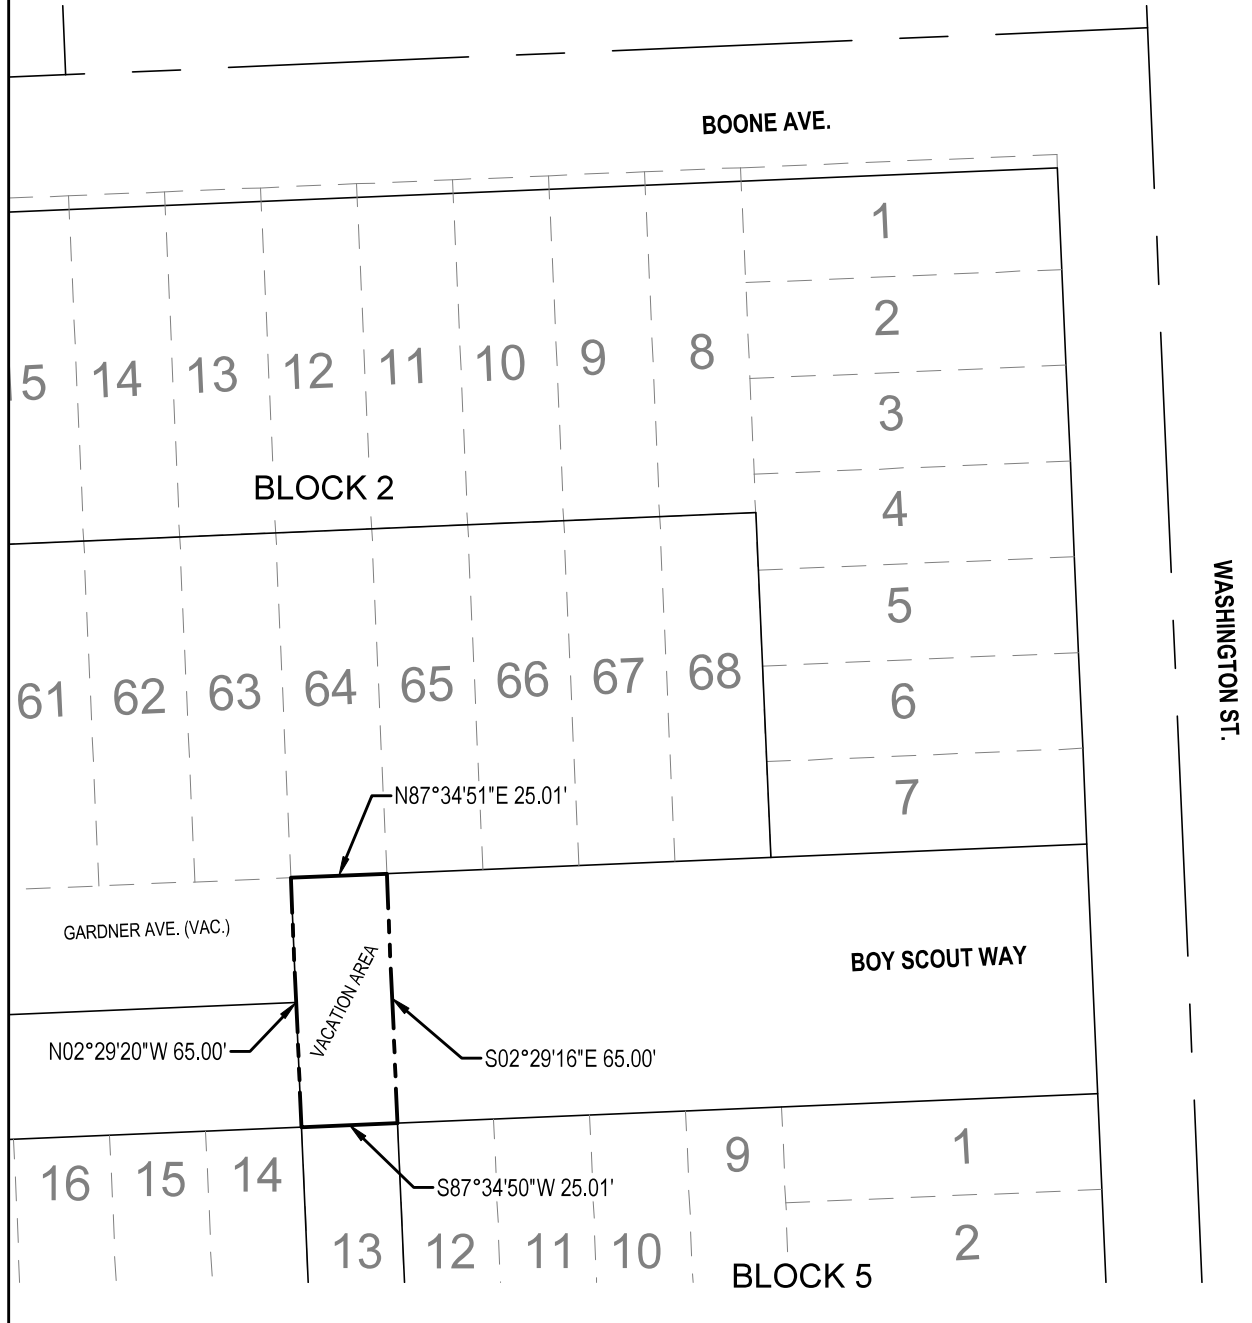 BOONE AVE.
1
2
3
4
5
6
7
5 14 13 12 11 10 9 8
BLOCK 2
WASHINGTON ST.
61 62 63 64 65 66 67 68
N87°34'51"E 25.01'
GARDNER AVE. (VAC.)
VACATION AREA
BOY SCOUT WAY
N02°29'20"W 65.00'
S02°29'16"E 65.00'
S87°34'50"W 25.01'
16 15 14 13 12 11 10 9
1
2
BLOCK 5